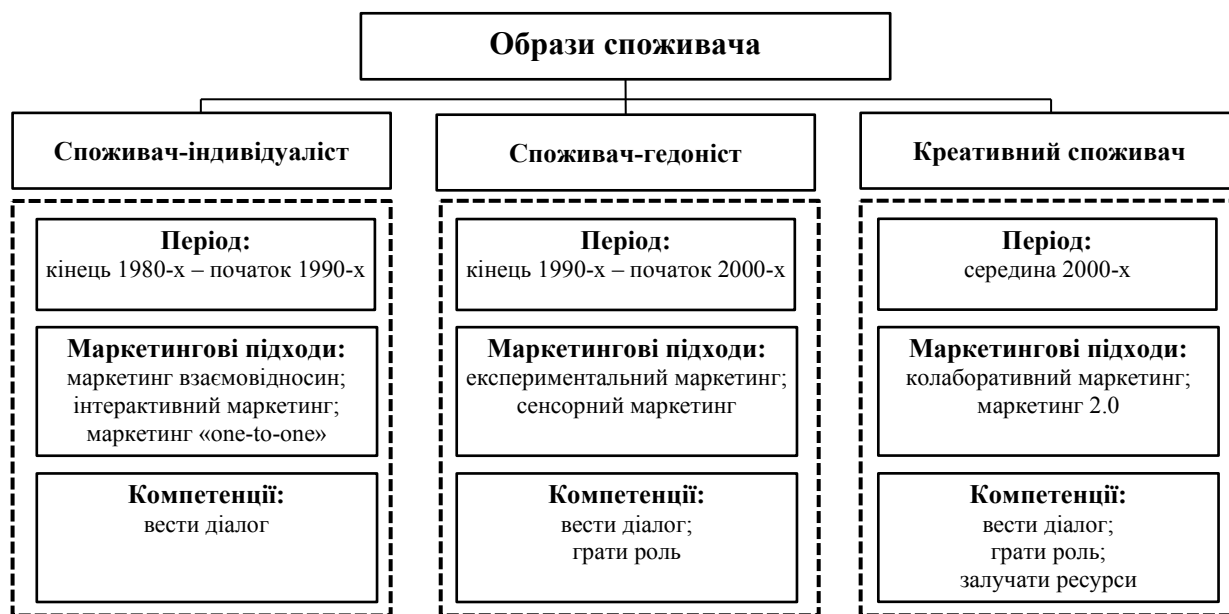 Образи споживача
Споживач-індивідуаліст
Період:
кінець 1980-х – початок 1990-х
Маркетингові підходи:
маркетинг взаємовідносин;
інтерактивний маркетинг;
маркетинг «one-to-one»
Компетенції:
вести діалог
Споживач-гедоніст
Період:
кінець 1990-х – початок 2000-х
Маркетингові підходи:
експериментальний маркетинг;
сенсорний маркетинг
Компетенції:
вести діалог;
грати роль
Креативний споживач
Період:
середина 2000-х
Маркетингові підходи:
колаборативний маркетинг;
маркетинг 2.0
Компетенції:
вести діалог;
грати роль;
залучати ресурси